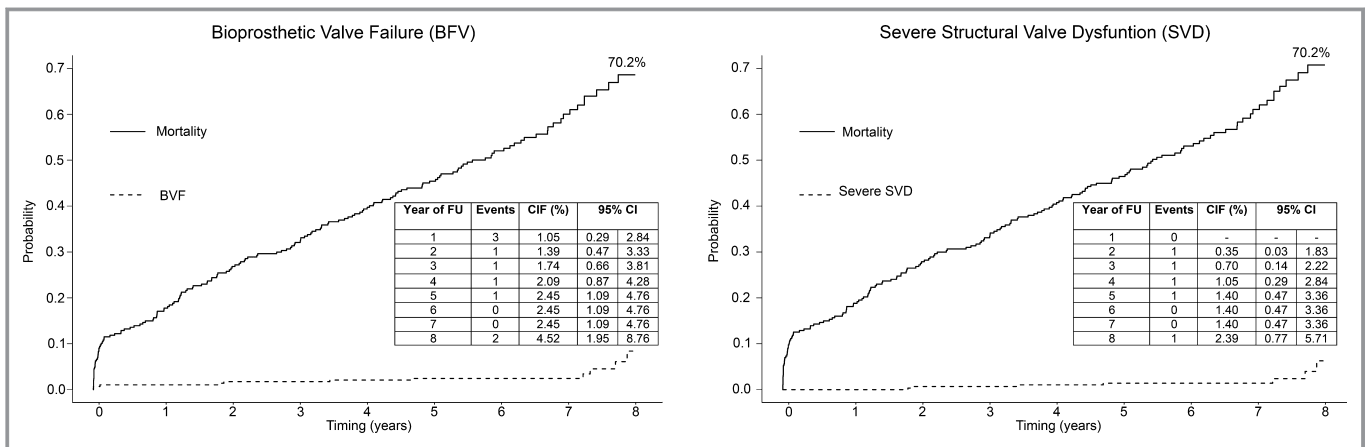 Bioprosthetic Valve Failure (BFV)
70.2%
0.7
0.6
0.5
0.4
0.3
0.2
0.1
0.0
Probability
Mortality
BVF
Year of FU Events CIF (%) 95% CI
1 3 1.05 0.29 2.84
2 1 1.39 0.47 3.33
3 1 1.74 0.66 3.81
4 1 2.09 0.87 4.28
5 1 2.45 1.09 4.76
6 0 2.45 1.09 4.76
7 0 2.45 1.09 4.76
8 2 4.52 1.95 8.76
0 1 2 3 4 5 6 7 8
Timing (years)
Severe Structural Valve Dysfuntion (SVD)
70.2%
0.7
0.6
0.5
0.4
0.3
0.2
0.1
0.0
Probability
Mortality
Severe SVD
Year of FU Events CIF (%) 95% CI
1 0 - - -
2 1 0.35 0.03 1.83
3 1 0.70 0.14 2.22
4 1 1.05 0.29 2.84
5 1 1.40 0.47 3.36
6 0 1.40 0.47 3.36
7 0 1.40 0.47 3.36
8 1 2.39 0.77 5.71
0 1 2 3 4 5 6 7 8
Timing (years)